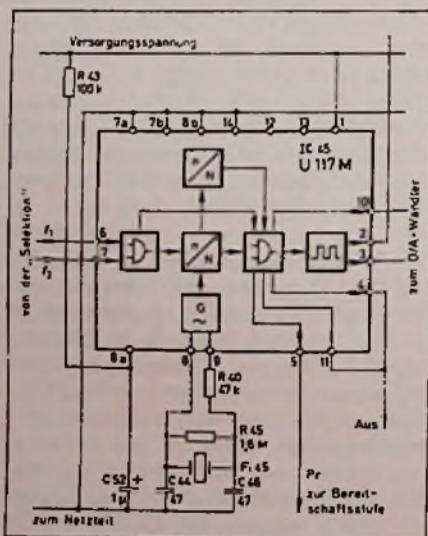 Versorgungsspannung
R 43
100 k
7a 7b 8b 14 12 13 1
IC 45
U 117 M
n/N
10
von der „Selektion"
f1 6
f2 7
n/N
2
3
4
zum D/A-Wandler
G
~
8a 8 9 5 11
R 40
47 k
Aus
R 45
1,6 M
Fi 45
C 52 +
1 µ
C 44
47
C 46
47
Pr
zur Bereit-
schaftsstufe
zum Netzteil